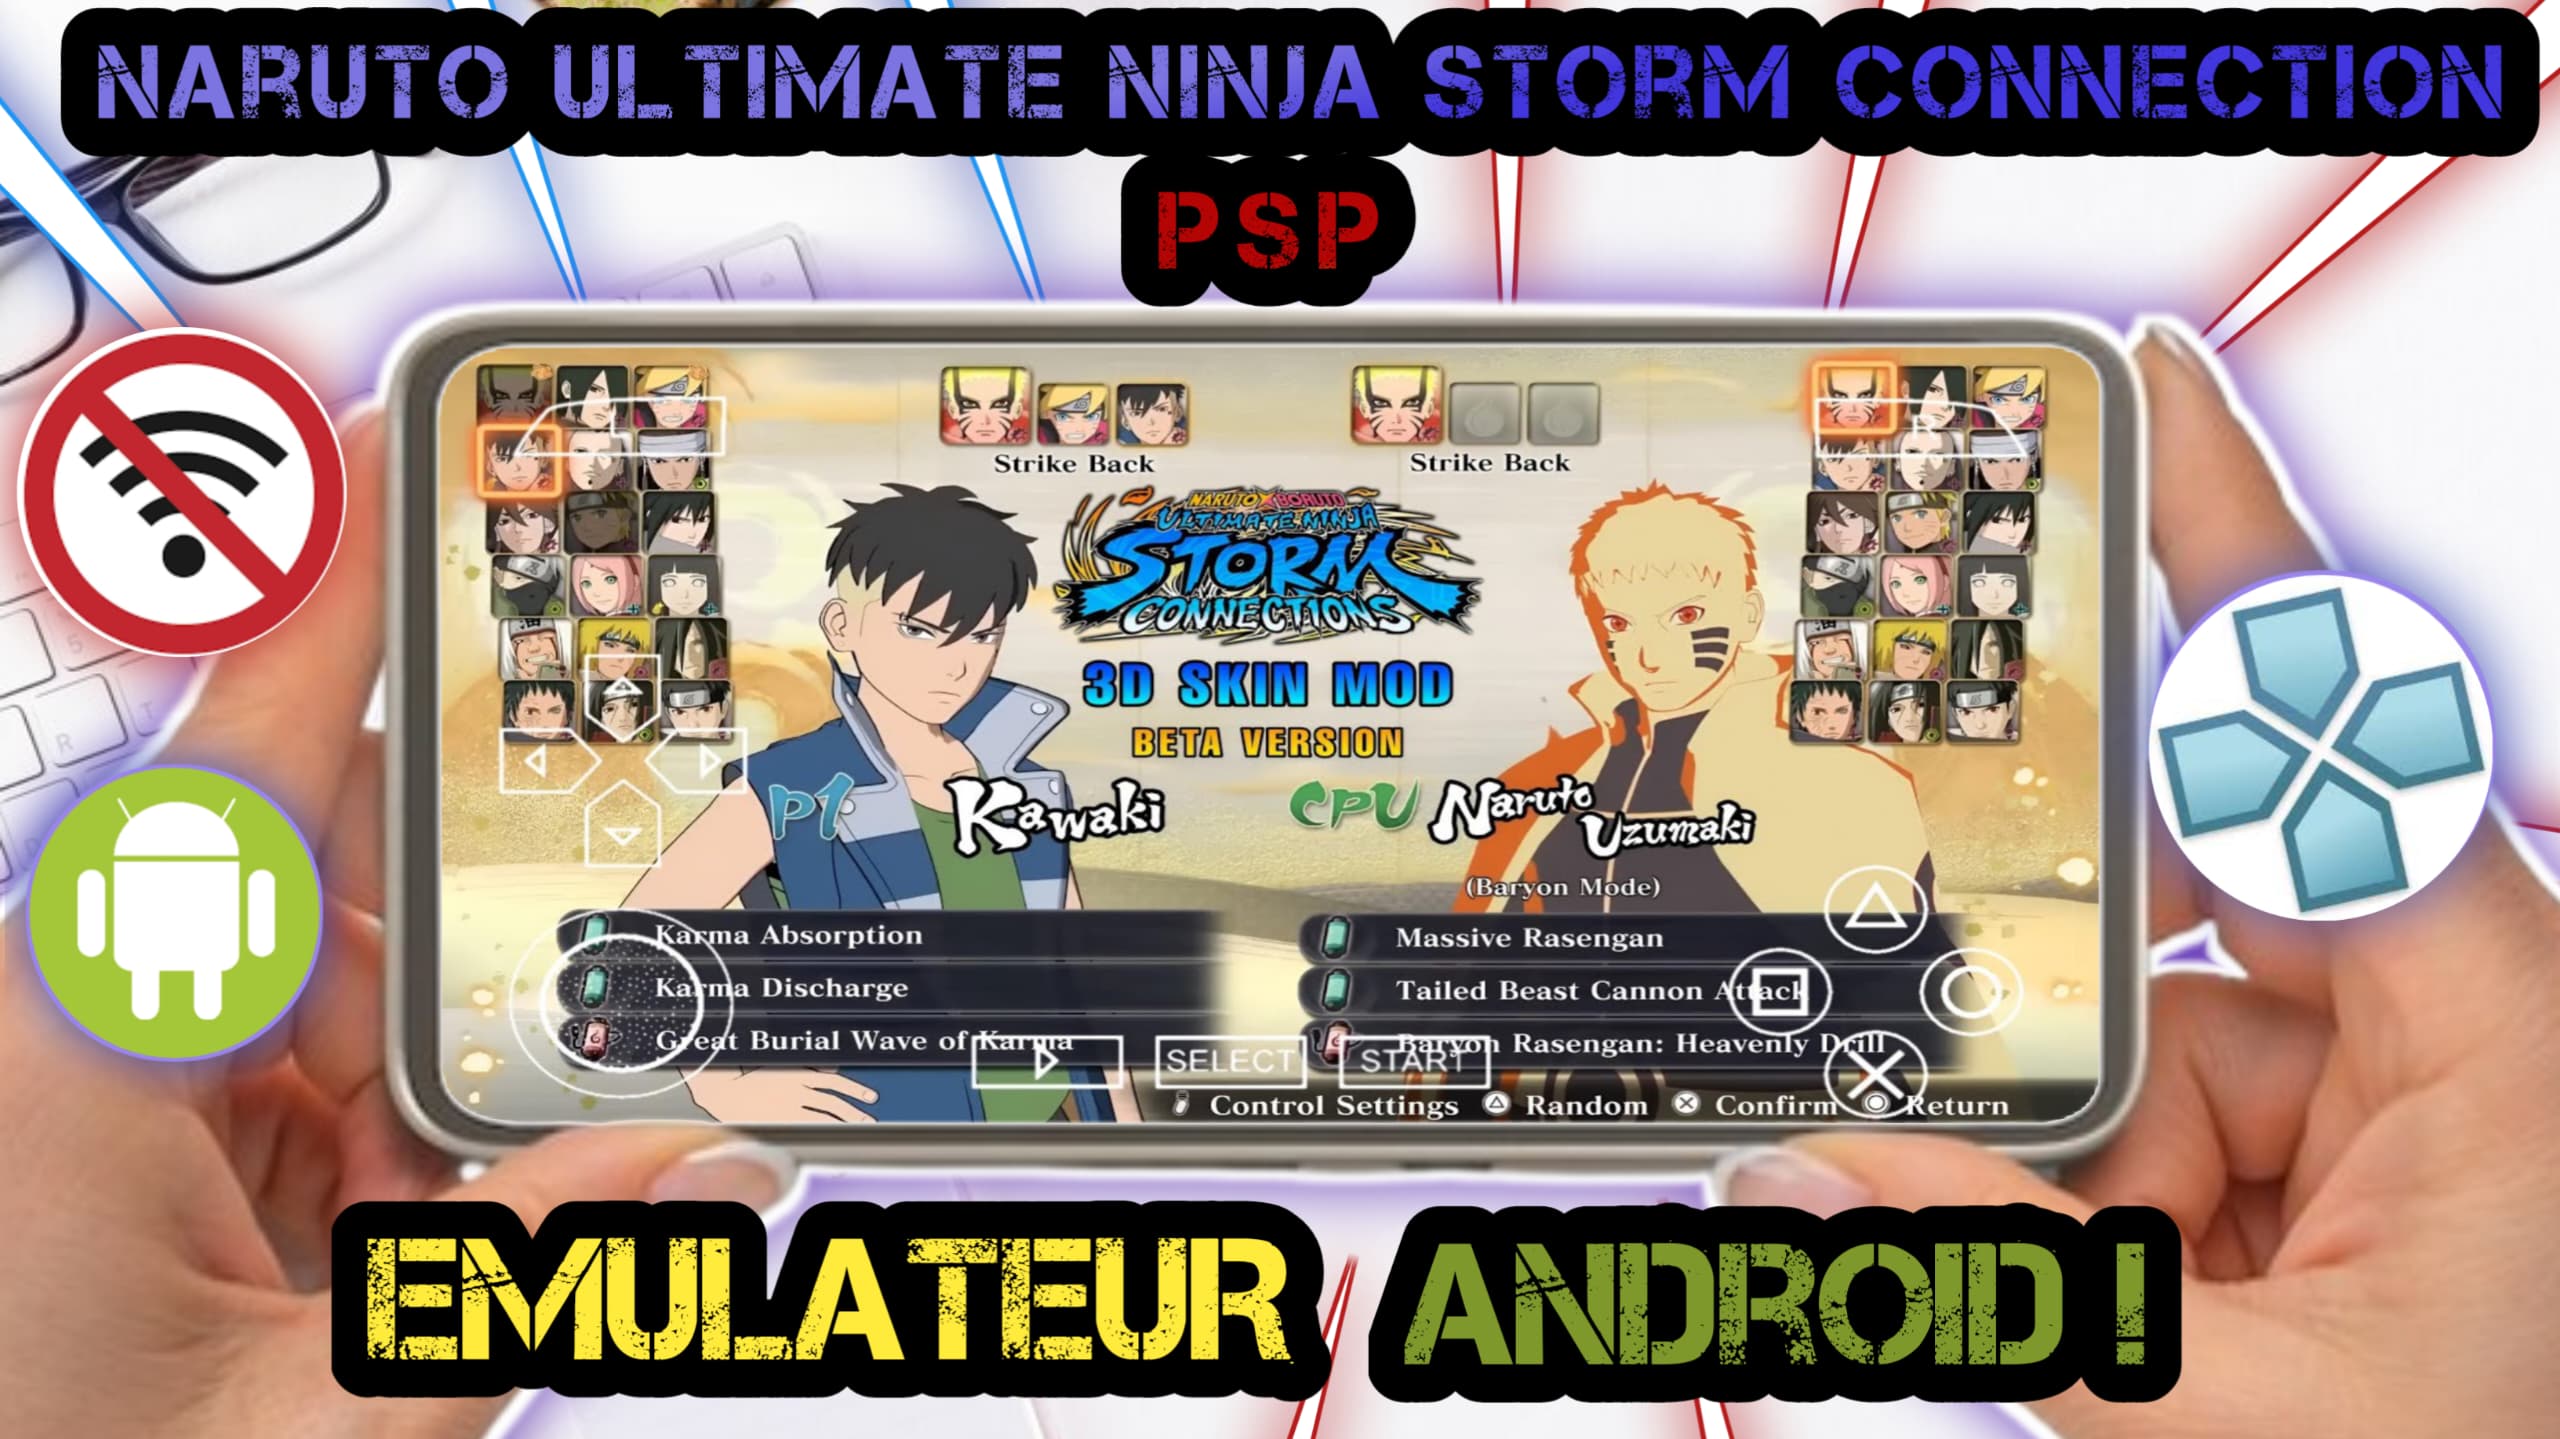 NARUTO ULTIMATE NINJA STORM CONNECTION
PSP
L
R
Strike Back
Strike Back
NARUTO X BORUTO
ULTIMATE NINJA
STORM
CONNECTIONS
3D SKIN MOD
BETA VERSION
P1 Kawaki
CPU Naruto Uzumaki
(Baryon Mode)
Karma Absorption
Karma Discharge
Great Burial Wave of Karma
Massive Rasengan
Tailed Beast Cannon Attack
Baryon Rasengan: Heavenly Drill
SELECT
START
Control Settings Random Confirm Return
EMULATEUR ANDROID !